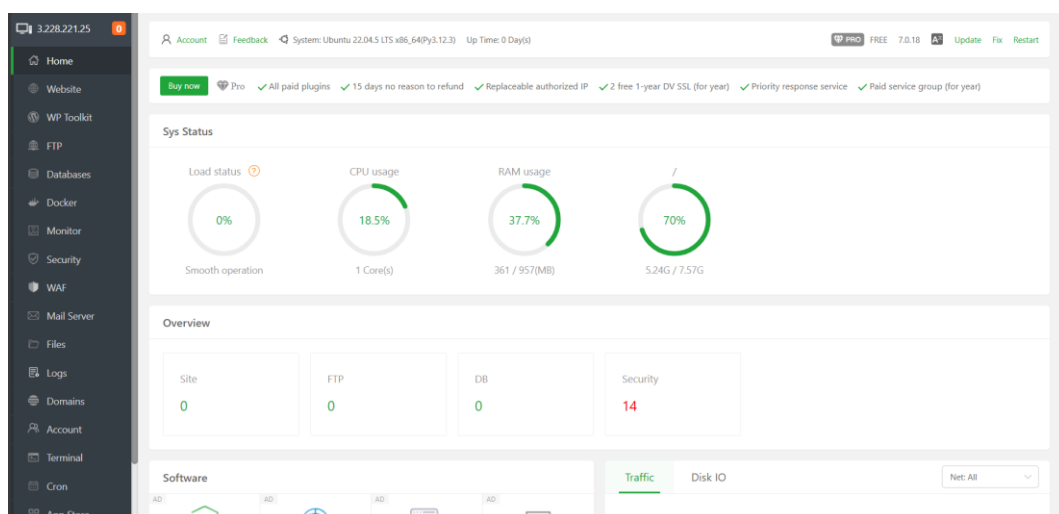 3.228.221.25 0
Home
Website
WP Toolkit
FTP
Databases
Docker
Monitor
Security
WAF
Mail Server
Files
Logs
Domains
Account
Terminal
Cron
App Store
Account Feedback System: Ubuntu 22.04.5 LTS x86_64(Py3.12.3) Up Time: 0 Day(s) PRO FREE 7.0.18 Update Fix Restart
Buy now Pro All paid plugins 15 days no reason to refund Replaceable authorized IP 2 free 1-year DV SSL (for year) Priority response service Paid service group (for year)
Sys Status
Load status ? CPU usage RAM usage /
0% 18.5% 37.7% 70%
Smooth operation 1 Core(s) 361 / 957(MB) 5.24G / 7.57G
Overview
Site FTP DB Security
0 0 0 14
Software Traffic Disk IO Net: All
AD AD AD AD